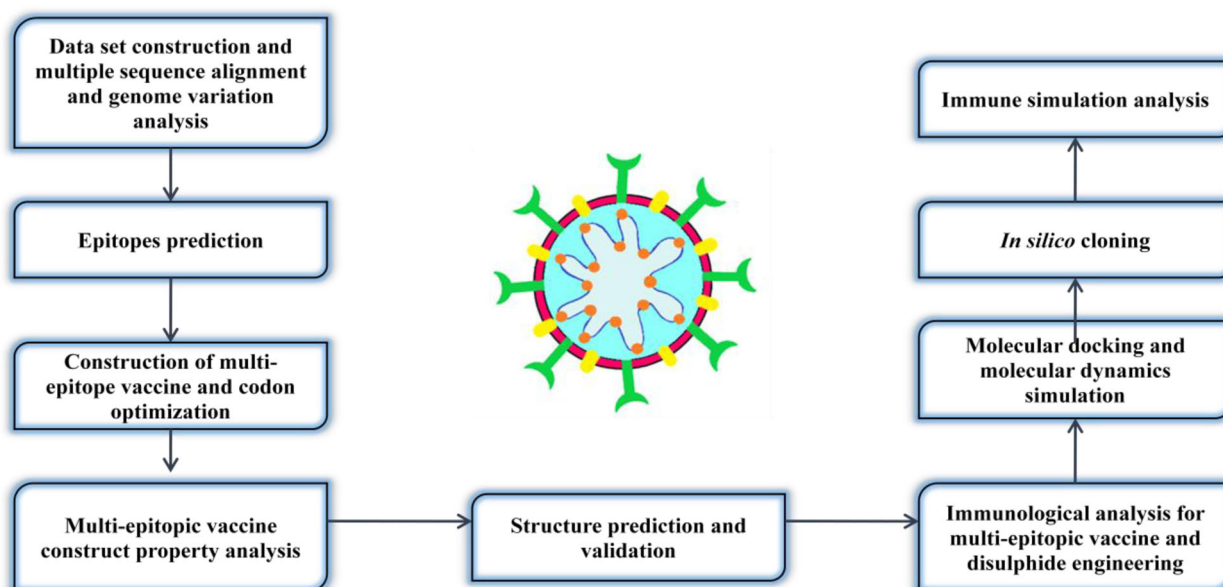 Data set construction and
multiple sequence alignment
and genome variation
analysis
Epitopes prediction
Construction of multi-
epitope vaccine and codon
optimization
Multi-epitopic vaccine
construct property analysis
Structure prediction and
validation
Immunological analysis for
multi-epitopic vaccine and
disulphide engineering
Molecular docking and
molecular dynamics
simulation
In silico cloning
Immune simulation analysis